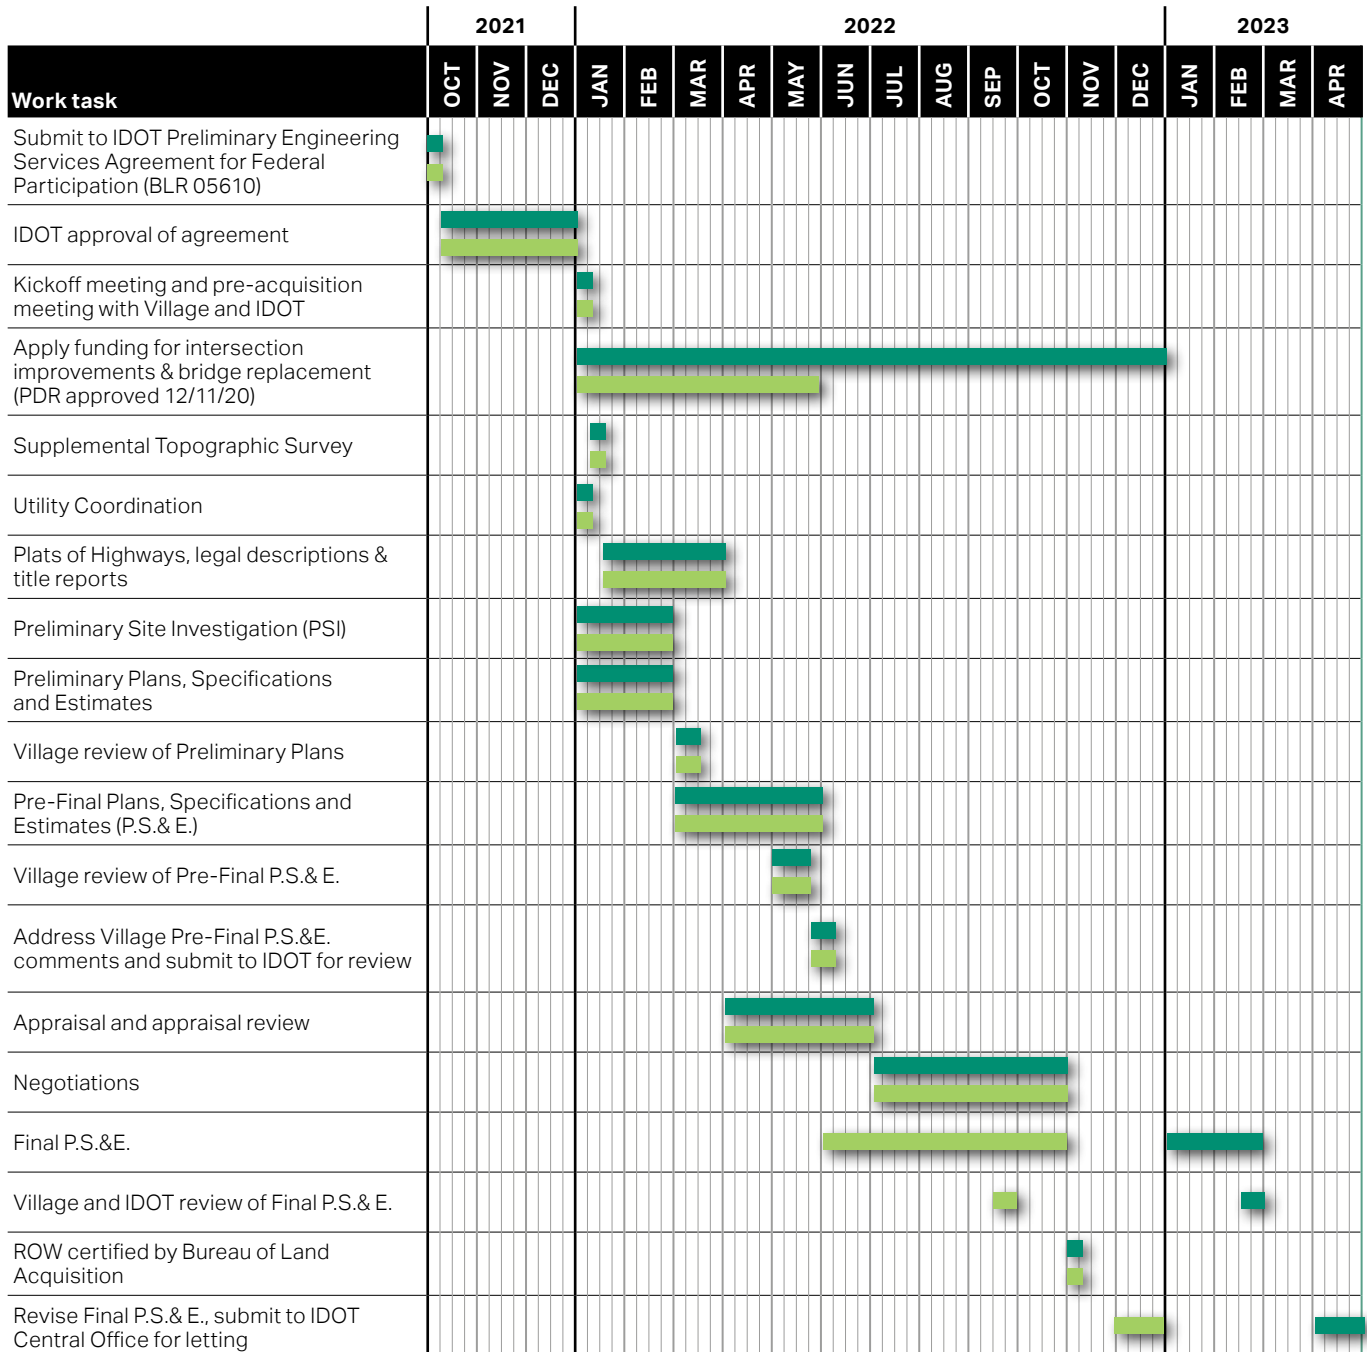 2021 2022 2023
Work task OCT NOV DEC JAN FEB MAR APR MAY JUN JUL AUG SEP OCT NOV DEC JAN FEB MAR APR
Submit to IDOT Preliminary Engineering
Services Agreement for Federal
Participation (BLR 05610)
IDOT approval of agreement
Kickoff meeting and pre-acquisition
meeting with Village and IDOT
Apply funding for intersection
improvements & bridge replacement
(PDR approved 12/11/20)
Supplemental Topographic Survey
Utility Coordination
Plats of Highways, legal descriptions &
title reports
Preliminary Site Investigation (PSI)
Preliminary Plans, Specifications
and Estimates
Village review of Preliminary Plans
Pre-Final Plans, Specifications and
Estimates (P.S.& E.)
Village review of Pre-Final P.S.& E.
Address Village Pre-Final P.S.&E.
comments and submit to IDOT for review
Appraisal and appraisal review
Negotiations
Final P.S.&E.
Village and IDOT review of Final P.S.& E.
ROW certified by Bureau of Land
Acquisition
Revise Final P.S.& E., submit to IDOT
Central Office for letting